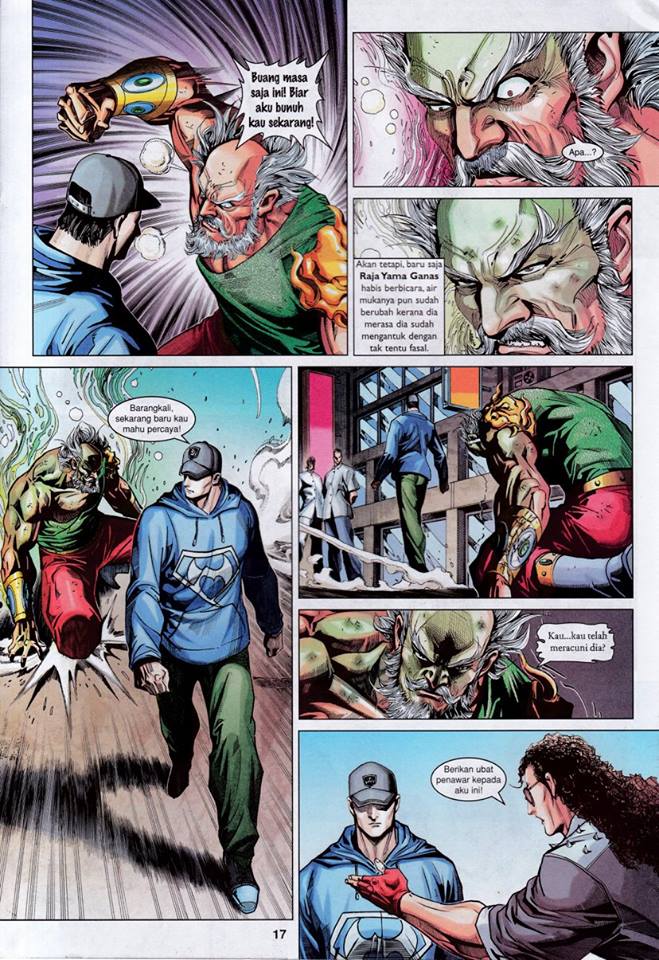 Buang masa
saja ini! Biar
aku bunuh
kau sekarang!
Apa...?
Akan tetapi, baru saja
Raja Yama Ganas
habis berbicara, air
mukanya pun sudah
berubah kerana dia
merasa dia sudah
mengantuk dengan
tak tentu fasal.
Barangkali,
sekarang baru kau
mahu percaya!
Kau...kau telah
meracuni dia?
Berikan ubat
penawar kepada
aku ini!
17